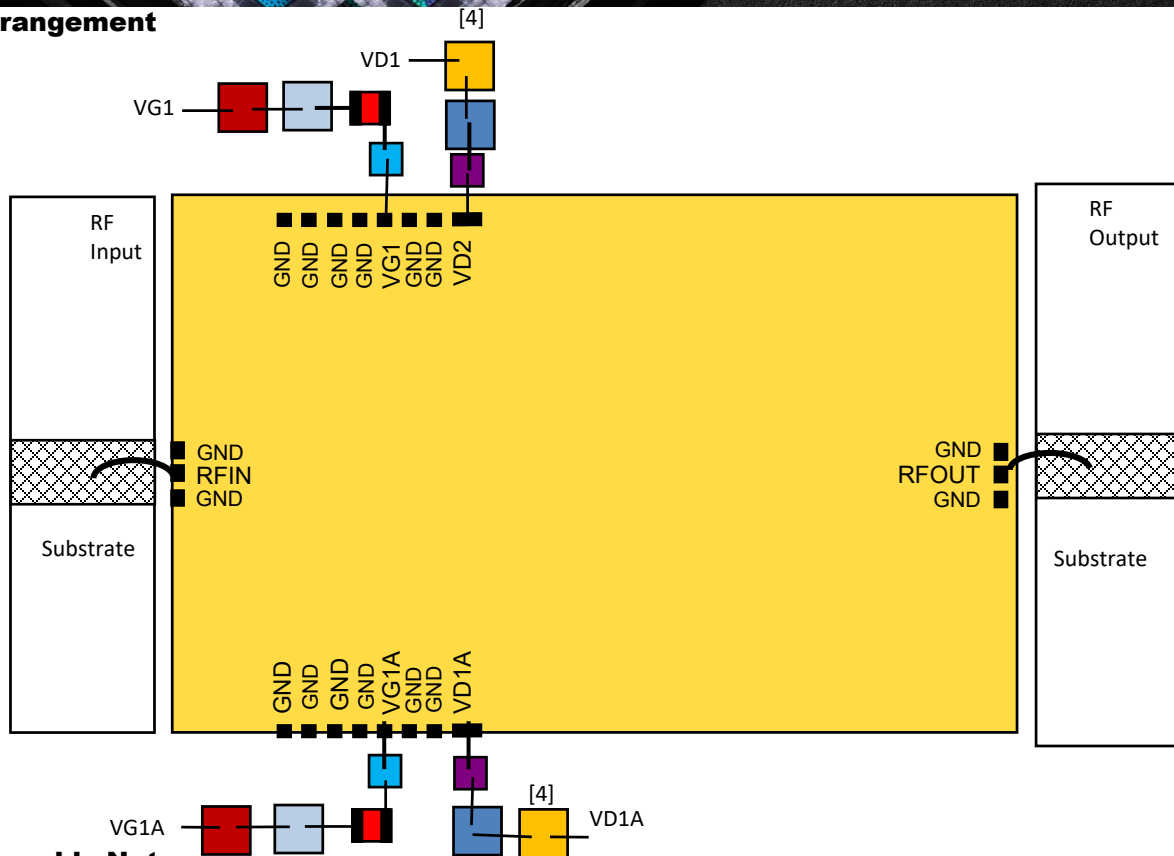 rangement
[4]
VD1
VG1
RF
Input
RF
Output
GND
GND
GND
GND
VG1
GND
GND
VD2
GND
RFIN
GND
GND
RFOUT
GND
Substrate
Substrate
GND
GND
GND
GND
VG1A
GND
GND
VD1A
[4]
VG1A
VD1A